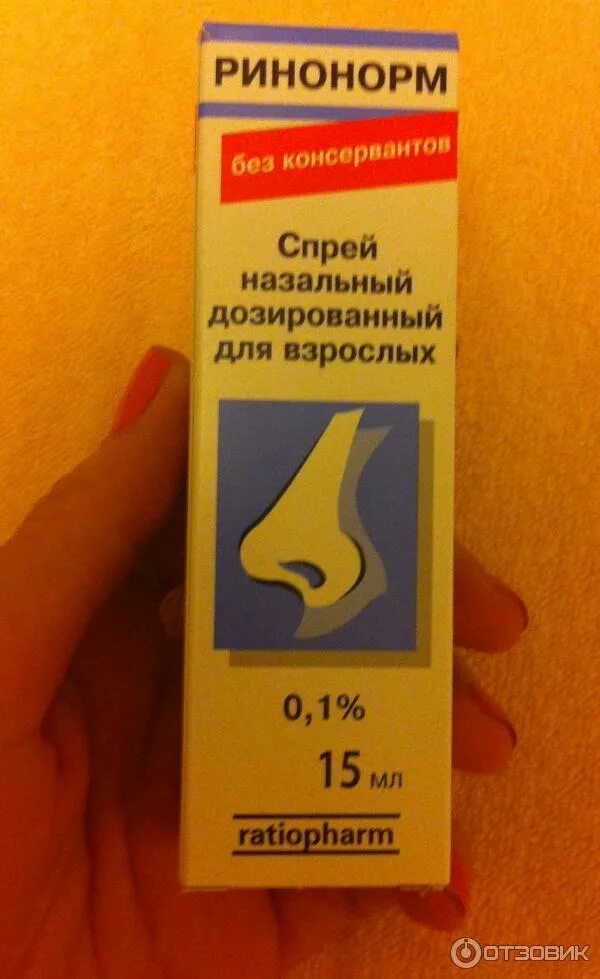 РИНОНОРМ
без консервантов
Спрей
назальный
дозированный
для взрослых
0,1%
15 мл
ratiopharm
ОТЗОВИК